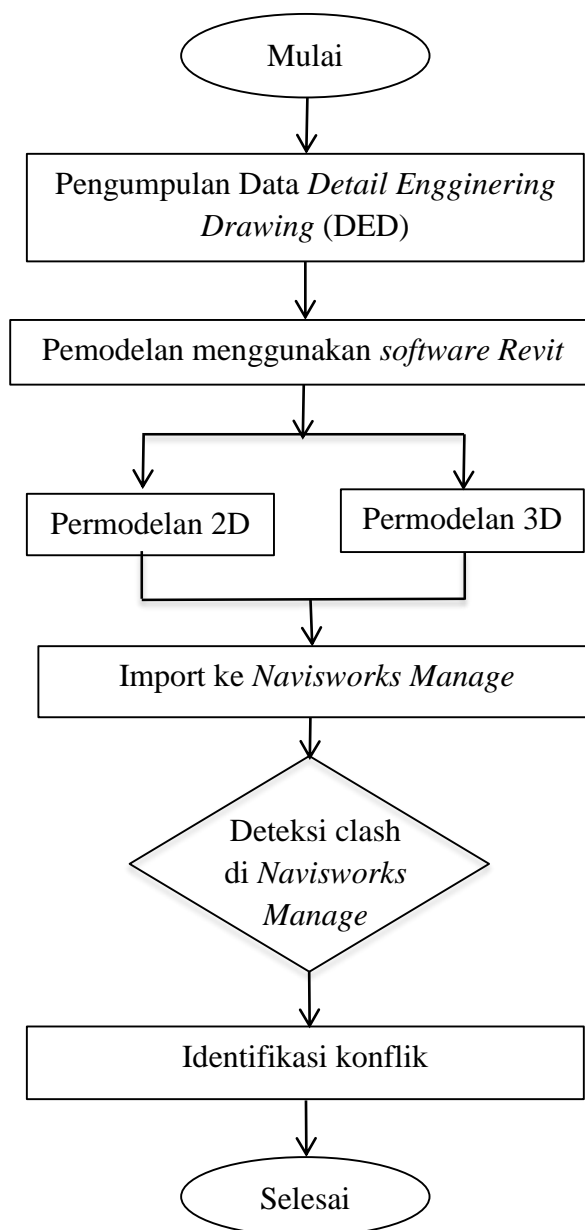 Mulai
Pengumpulan Data Detail Engginering
Drawing (DED)
Pemodelan menggunakan software Revit
Permodelan 2D
Permodelan 3D
Import ke Navisworks Manage
Deteksi clash
di Navisworks
Manage
Identifikasi konflik
Selesai